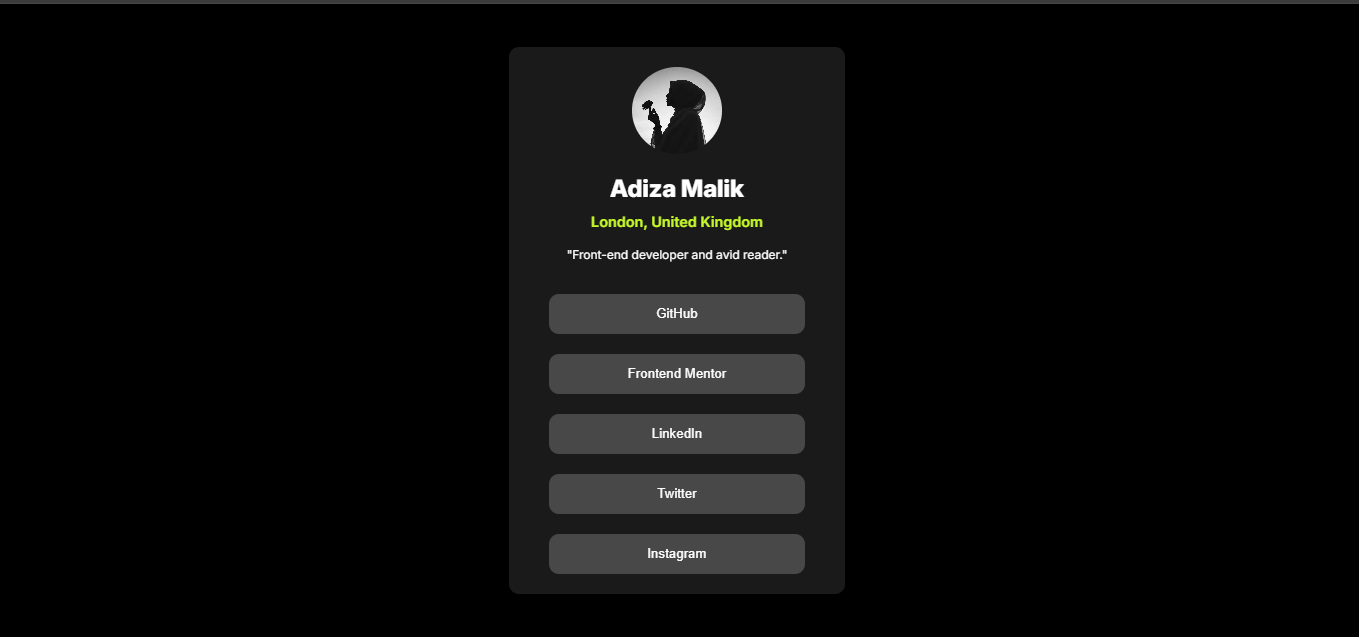 Adiza Malik
London, United Kingdom
"Front-end developer and avid reader."
GitHub
Frontend Mentor
LinkedIn
Twitter
Instagram